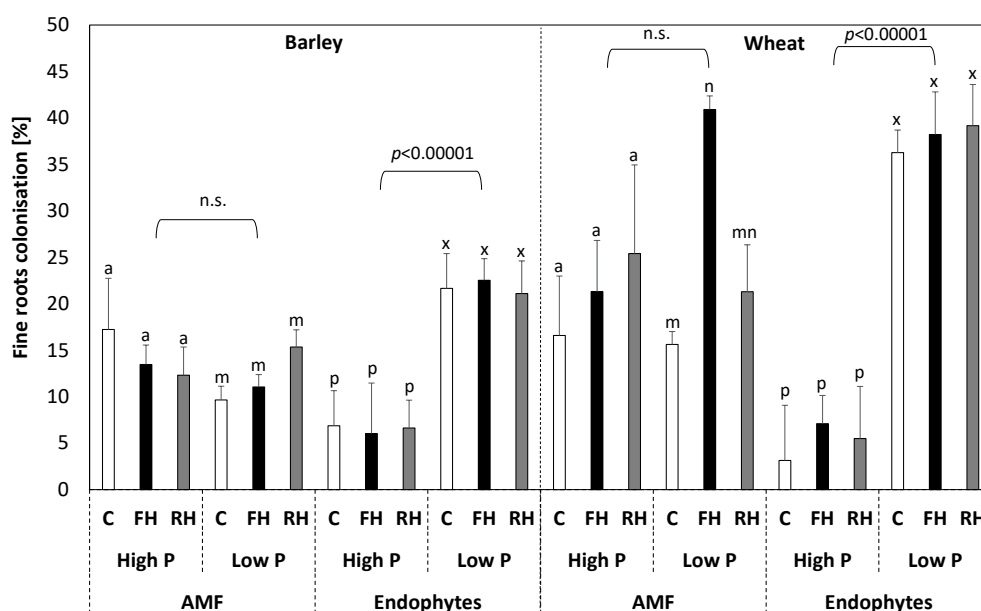 Fine roots colonisation [%]
50
45
40
35
30
25
20
15
10
5
0
Barley
Wheat
n.s.
p<0.00001
n.s.
p<0.00001
a
a
a
m
m
m
p
p
p
x
x
x
a
a
a
m
n
mn
p
p
p
x
x
x
C FH RH C FH RH C FH RH C FH RH C FH RH C FH RH C FH RH C FH RH
High P Low P High P Low P High P Low P High P Low P
AMF Endophytes AMF Endophytes